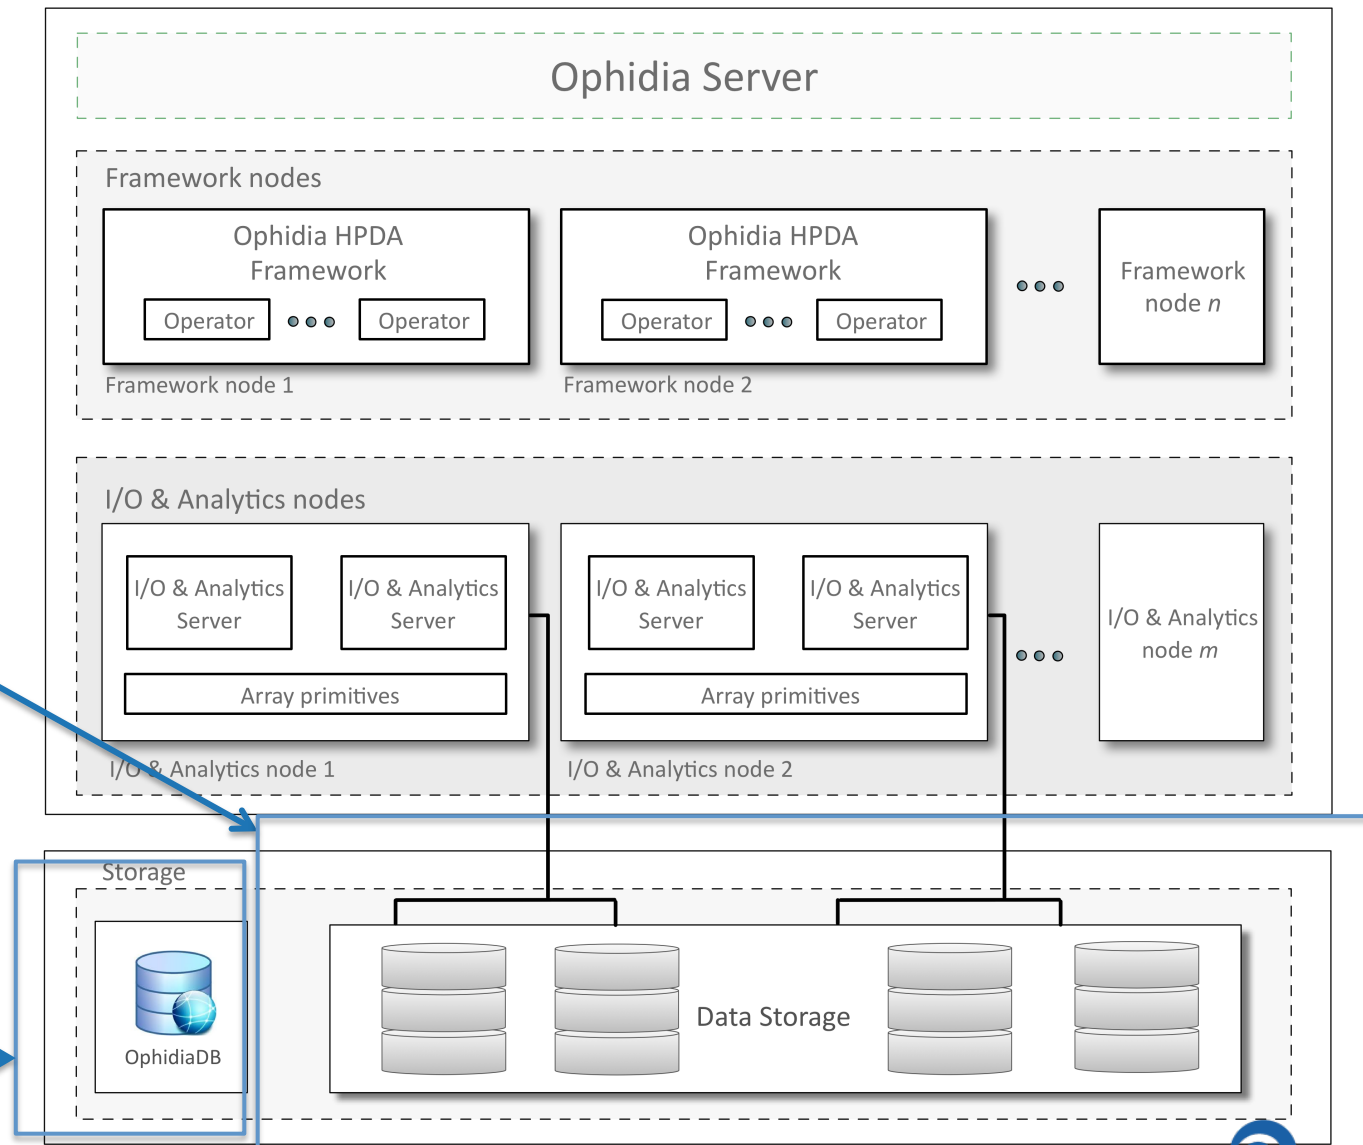 Ophidia Server
Framework nodes
Ophidia HPDA
Framework
Operator
Operator
Framework node 1
Ophidia HPDA
Framework
Operator
Operator
Framework node 2
Framework
node n
I/O & Analytics nodes
I/O & Analytics
Server
I/O & Analytics
Server
Array primitives
I/O & Analytics node 1
I/O & Analytics
Server
I/O & Analytics
Server
Array primitives
I/O & Analytics node 2
I/O & Analytics
node m
Storage
OphidiaDB
Data Storage